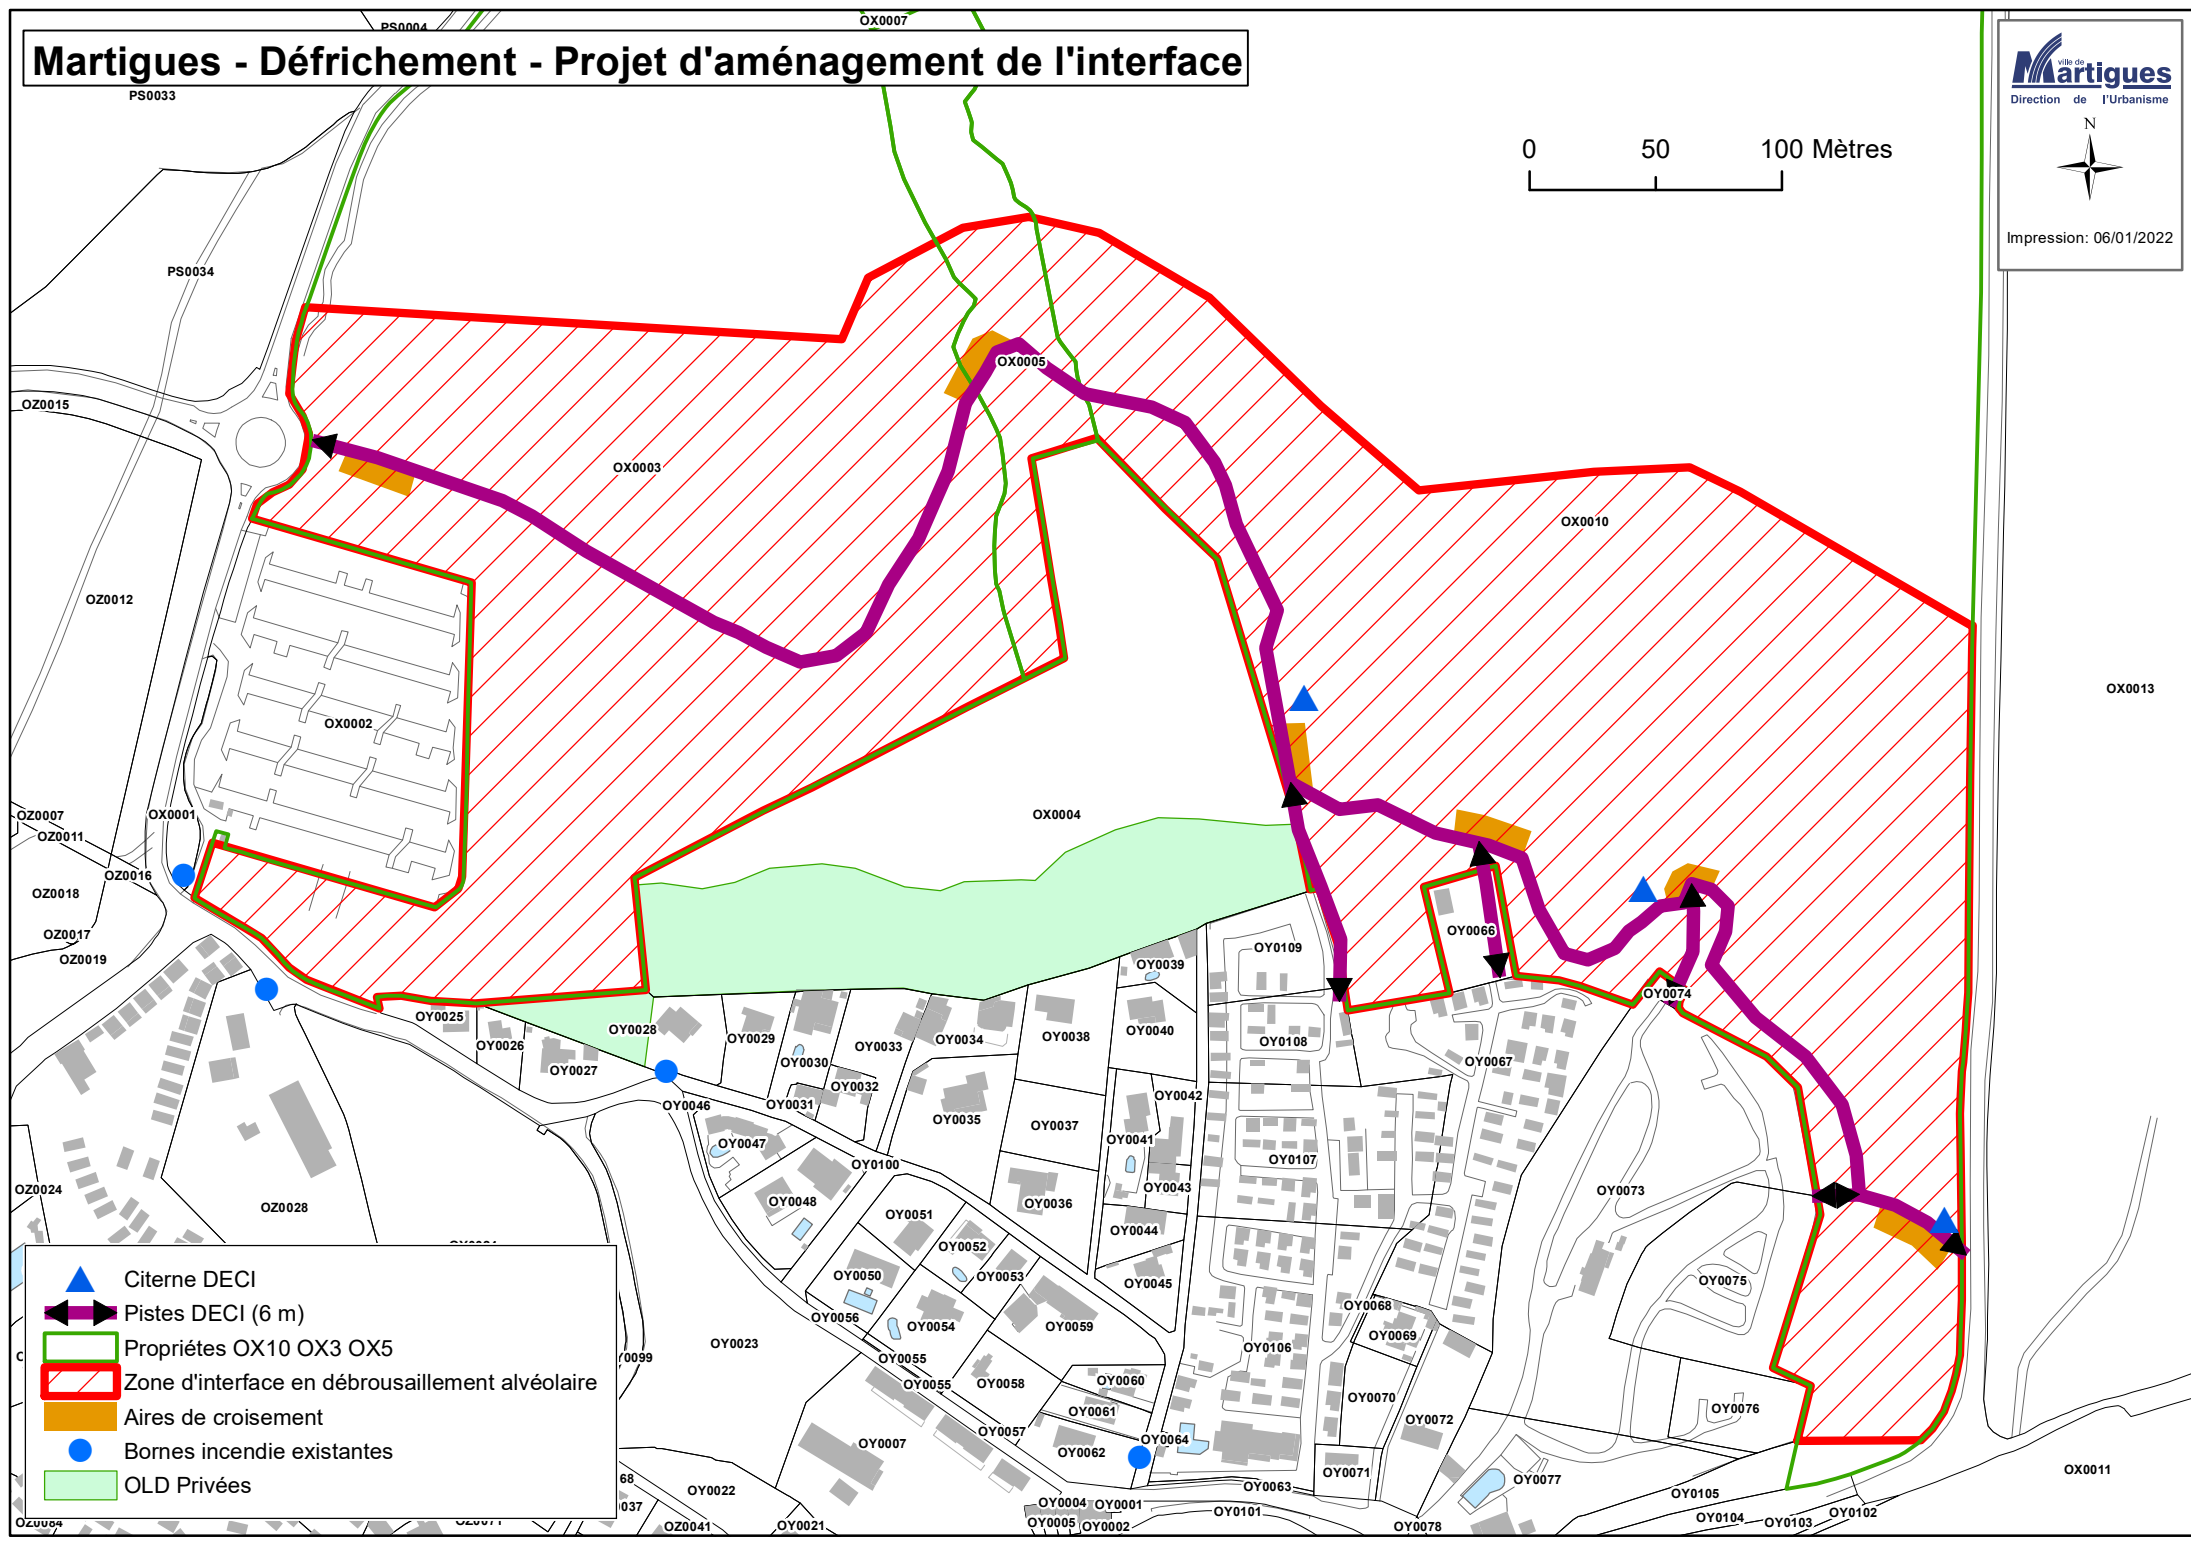 OX0007
PS0004
Martigues - Défrichement - Projet d'aménagement de l'interface
ville de
Martigues
Direction de l'Urbanisme
N
Impression: 06/01/2022
0 50 100 Mètres
PS0033
PS0034
OX0005
OZ0015
OX0003
OX0010
OZ0012
OX0013
OX0002
OZ0007
OX0001
OX0004
OZ0011
OZ0016
OZ0018
OY0066
OZ0017
OY0109
OZ0019
OY0039
OY0074
OY0025
OY0028
OY0026
OY0029
OY0033
OY0034
OY0038
OY0040
OY0108
OY0027
OY0030
OY0067
OY0032
OY0046
OY0031
OY0042
OY0035
OY0037
OY0041
OY0047
OY0100
OY0107
OZ0024
OY0043
OY0073
OY0048
OY0036
OZ0028
OY0051
OY0044
OY0052
OY0050
OY0053
OY0045
OY0075
OY0056
OY0054
OY0059
OY0068
OY0069
OY0023
OY0099
OY0055
OY0106
OY0055
OY0058
OY0060
OY0070
OY0061
OY0076
OY0072
OY0057
OY0064
OY0007
OY0062
OY0071
OY0077
OX0011
OY0063
OY0022
OY0105
68
037
OY0004
OY0001
OY0101
OY0102
OY0104
OY0103
OZ0084
OZ0071
OZ0041
OY0021
OY0005
OY0002
OY0078
Citerne DECI
Pistes DECI (6 m)
Propriétes OX10 OX3 OX5
Zone d'interface en débrousaillement alvéolaire
Aires de croisement
Bornes incendie existantes
OLD Privées